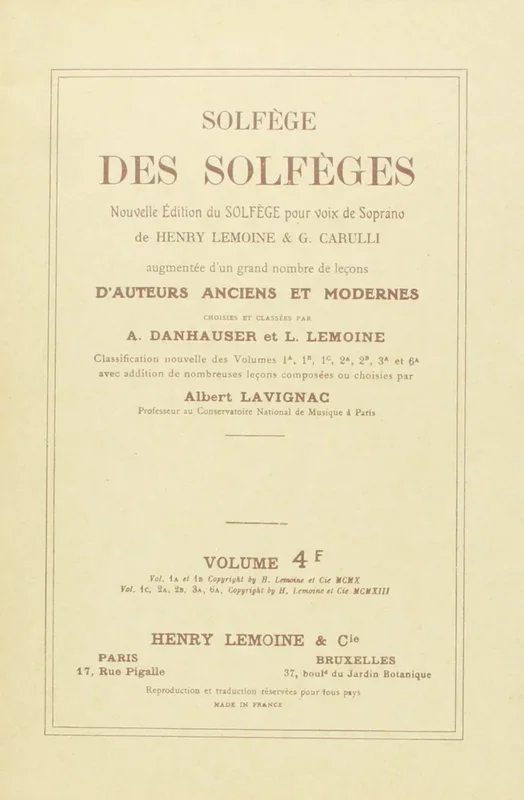 SOLFÈGE
DES SOLFÈGES
Nouvelle Édition du SOLFÈGE pour voix de Soprano
de HENRY LEMOINE & G. CARULLI
augmentée d'un grand nombre de leçons
D'AUTEURS ANCIENS ET MODERNES
CHOISIES ET CLASSÉES PAR
A. DANHAUSER et L. LEMOINE
Classification nouvelle des Volumes 1A, 1B, 1C, 2A, 2B, 3A et 6A
avec addition de nombreuses leçons composées ou choisies par
Albert LAVIGNAC
Professeur au Conservatoire National de Musique à Paris
VOLUME 4F
Vol. 1A et 1B Copyright by H. Lemoine et Cie MCMX
Vol. 1C, 2A, 2B, 3A, 6A, Copyright by H. Lemoine et Cie MCMXIII
HENRY LEMOINE & Cie
PARIS BRUXELLES
17, Rue Pigalle 37, boulᵈ du Jardin Botanique
Reproduction et traduction réservées pour tous pays
MADE IN FRANCE